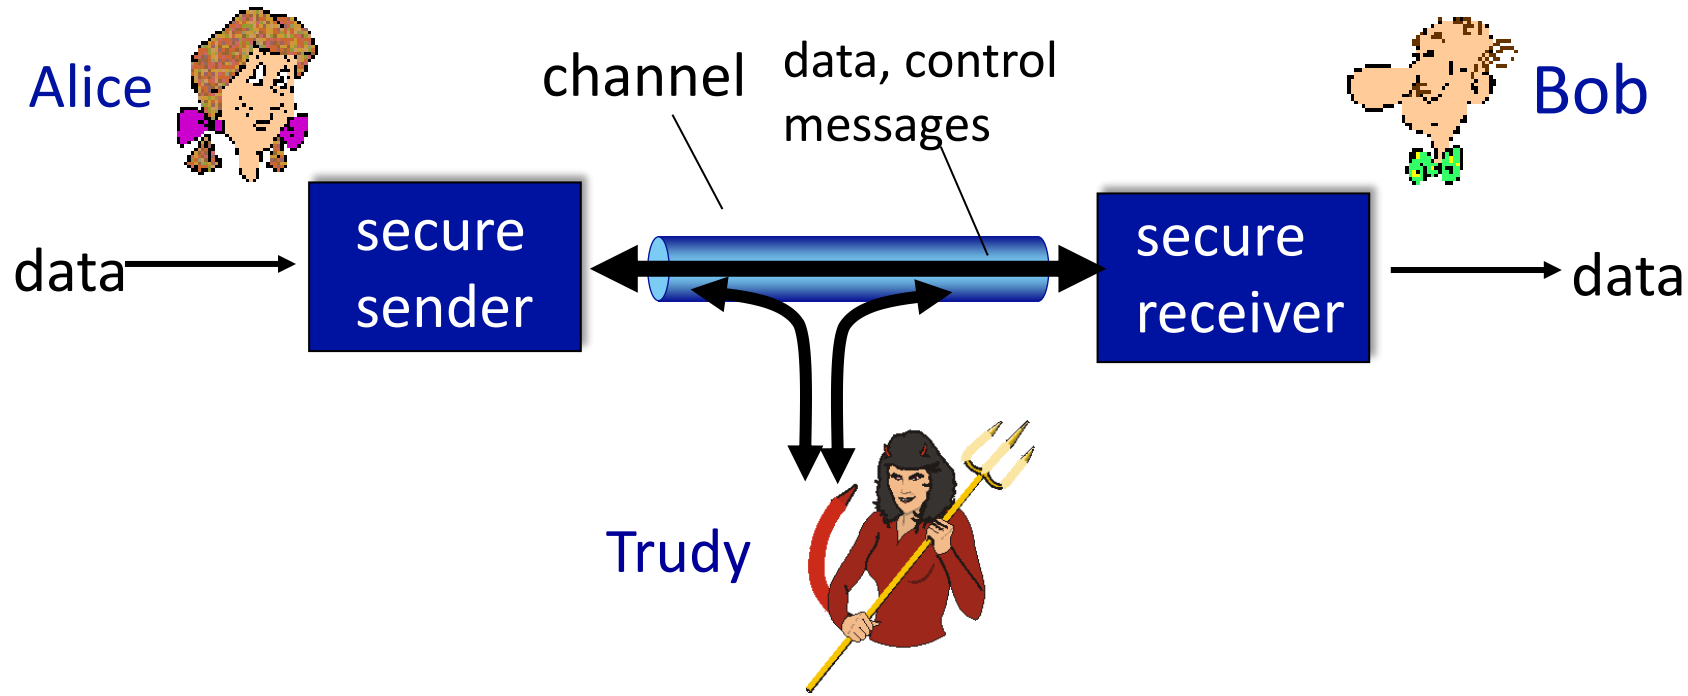 Alice
channel
data, control
messages
Bob
data
secure
sender
secure
receiver
data
Trudy